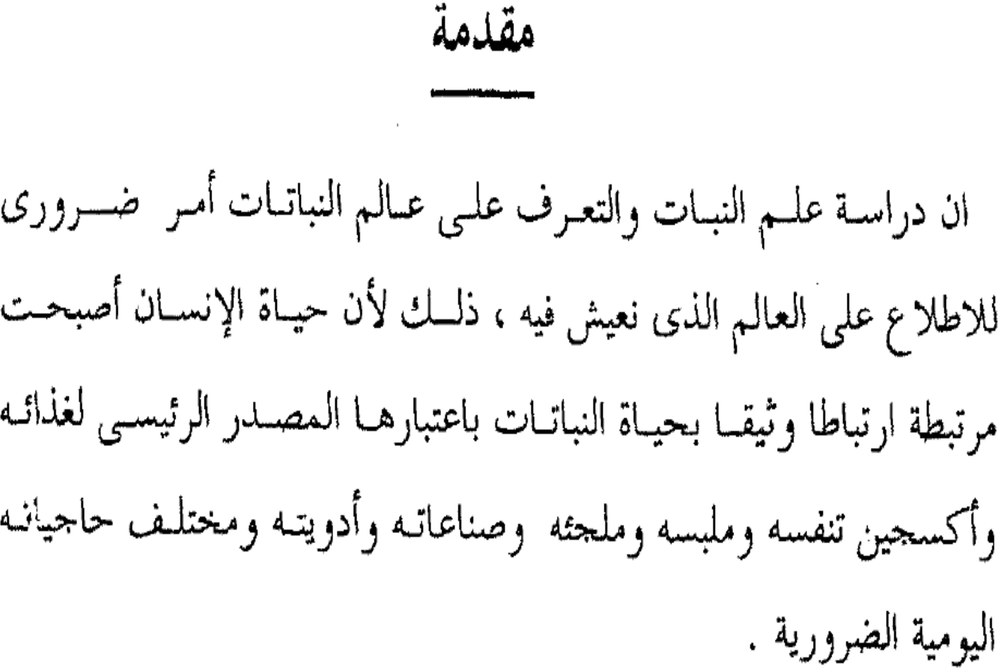 مقدمة
ان دراسة علم النبات والتعرف على عالم النباتات أمر ضرورى
للاطلاع على العالم الذى نعيش فيه ، ذلك لأن حياة الإنسان أصبحت
مرتبطة ارتباطا وثيقا بحياة النباتات باعتبارها المصدر الرئيسى لغذائه
وأكسجين تنفسه وملبسه وملجئه وصناعاته وأدويته ومختلف حاجياته
اليومية الضرورية .